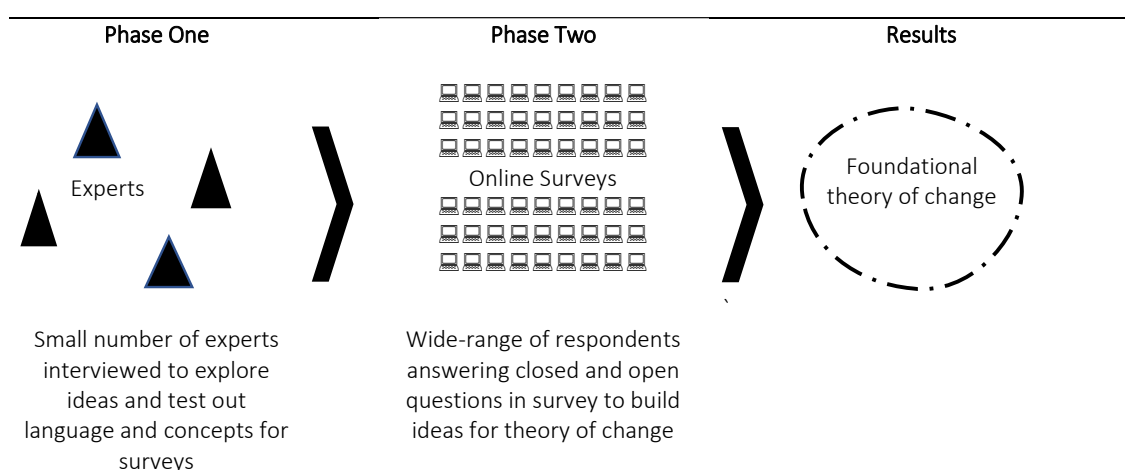 Phase One
Phase Two
Results
Experts
Online Surveys
Foundational
theory of change
`
Small number of experts
interviewed to explore
ideas and test out
language and concepts for
surveys
Wide-range of respondents
answering closed and open
questions in survey to build
ideas for theory of change